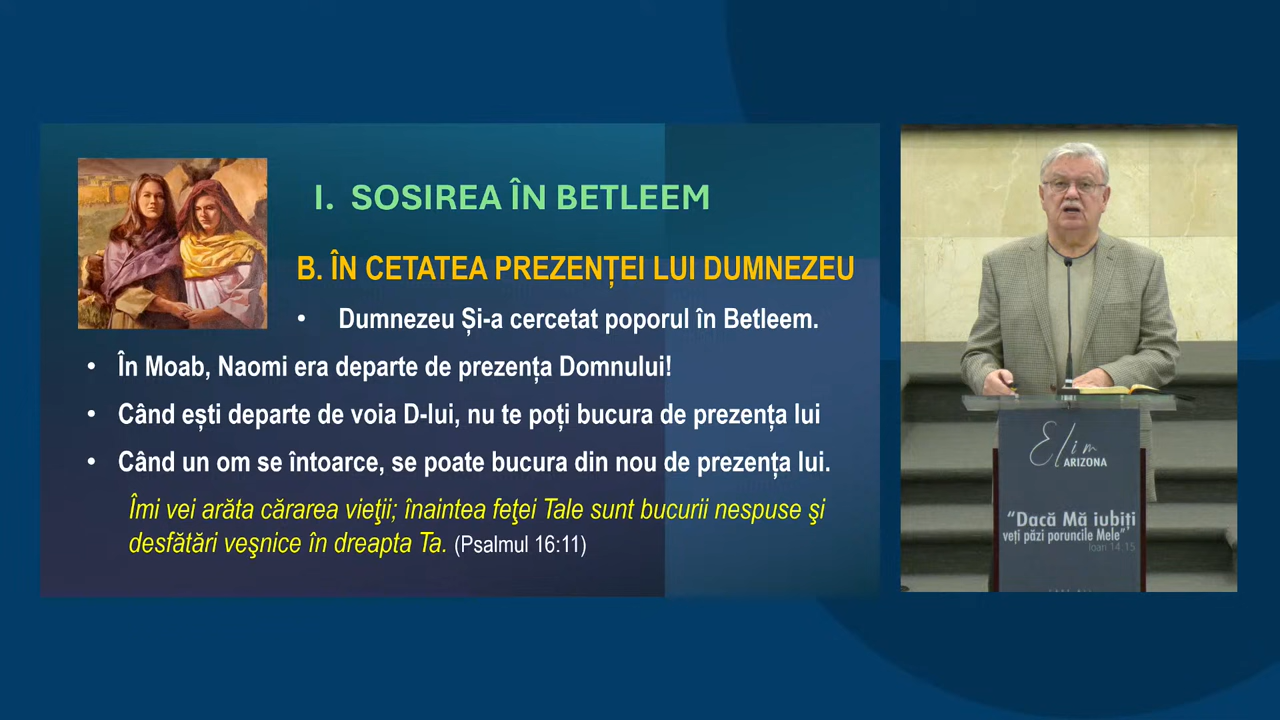 I. SOSIREA ÎN BETLEEM
B. ÎN CETATEA PREZENȚEI LUI DUMNEZEU
• Dumnezeu Și-a cercetat poporul în Betleem.
• În Moab, Naomi era departe de prezența Domnului!
• Când ești departe de voia D-lui, nu te poți bucura de prezența lui
• Când un om se întoarce, se poate bucura din nou de prezența lui.
Îmi vei arăta cărarea vieţii; înaintea feţei Tale sunt bucurii nespuse şi
desfătări veşnice în dreapta Ta. (Psalmul 16:11)
Elim
ARIZONA
“Dacă Mă iubiți
veți păzi poruncile Mele”
Ioan 14.15